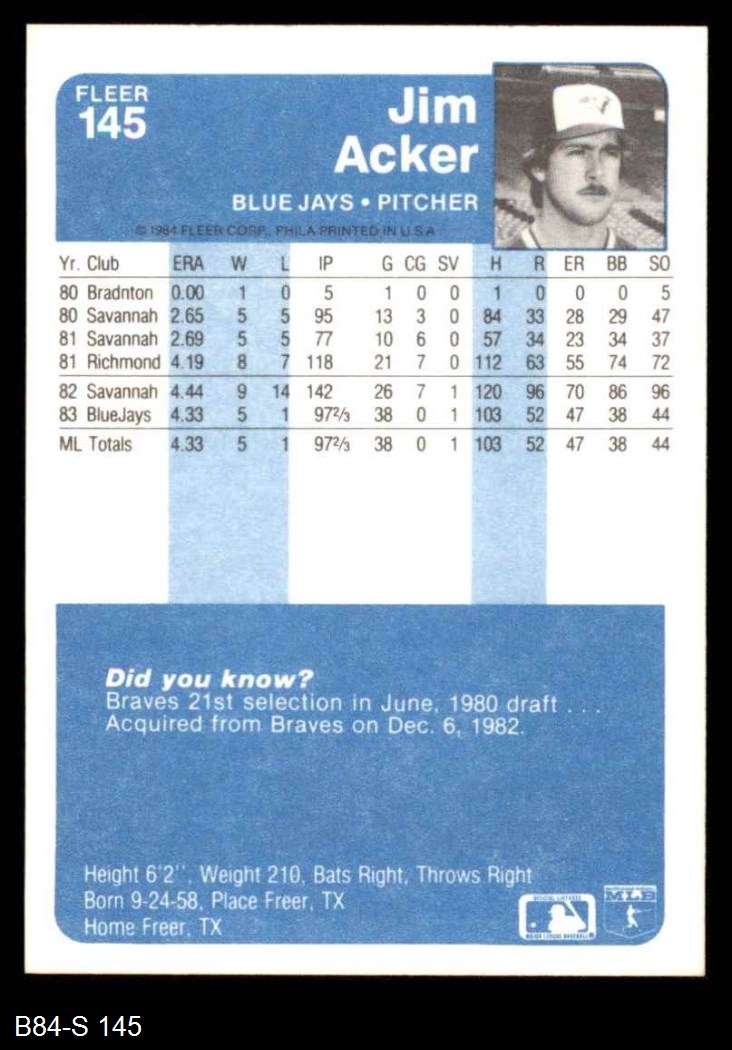 FLEER
145
Jim
Acker
BLUE JAYS • PITCHER
© 1984 FLEER CORP., PHILA PRINTED IN U.S.A
Yr. Club ERA W L IP G CG SV H R ER BB SO
80 Bradnton 0.00 1 0 5 1 0 0 1 0 0 0 5
80 Savannah 2.65 5 5 95 13 3 0 84 33 28 29 47
81 Savannah 2.69 5 5 77 10 6 0 57 34 23 34 37
81 Richmond 4.19 8 7 118 21 7 0 112 63 55 74 72
82 Savannah 4.44 9 14 142 26 7 1 120 96 70 86 96
83 BlueJays 4.33 5 1 97²/₃ 38 0 1 103 52 47 38 44
ML Totals 4.33 5 1 97²/₃ 38 0 1 103 52 47 38 44
Did you know?
Braves 21st selection in June, 1980 draft . . .
Acquired from Braves on Dec. 6, 1982.
Height 6'2'', Weight 210, Bats Right, Throws Right
Born 9-24-58, Place Freer, TX
Home Freer, TX
MLB
MAJOR LEAGUE BASEBALL
B84-S 145